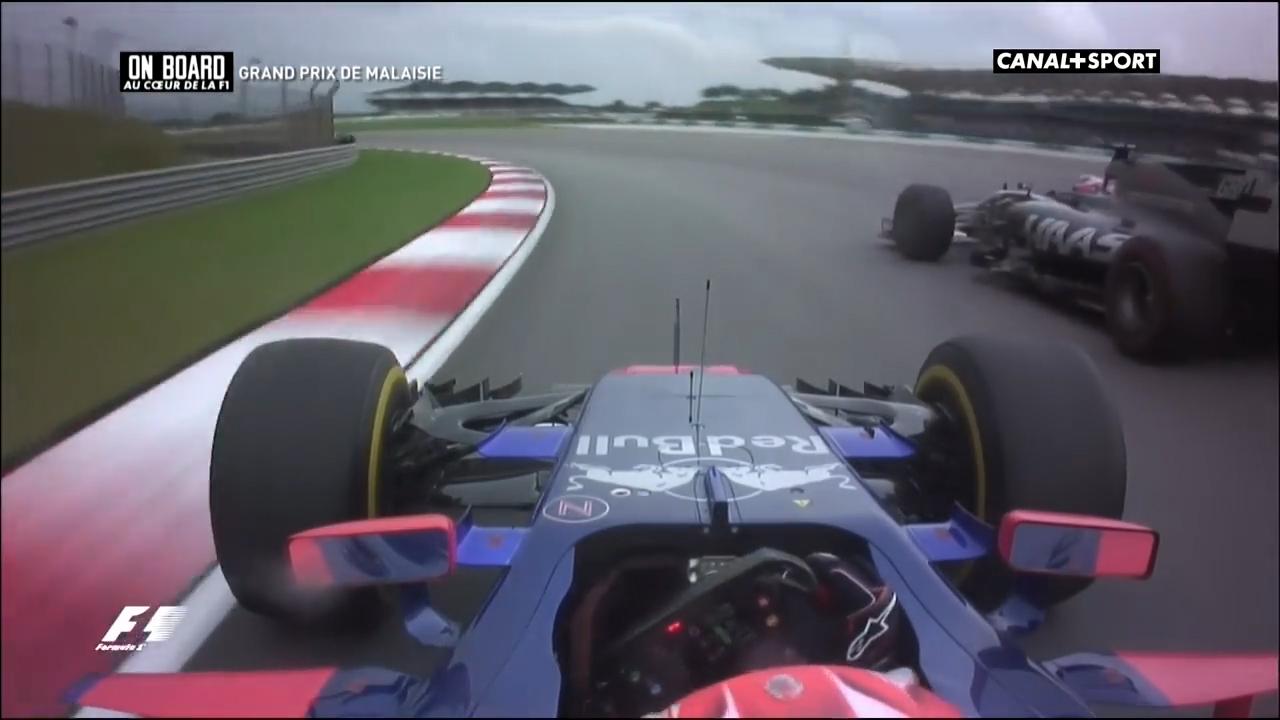 ON BOARD
AU CŒUR DE LA F1
GRAND PRIX DE MALAISIE
CANAL+SPORT
HAAS
Red Bull
N
F1
Formula 1